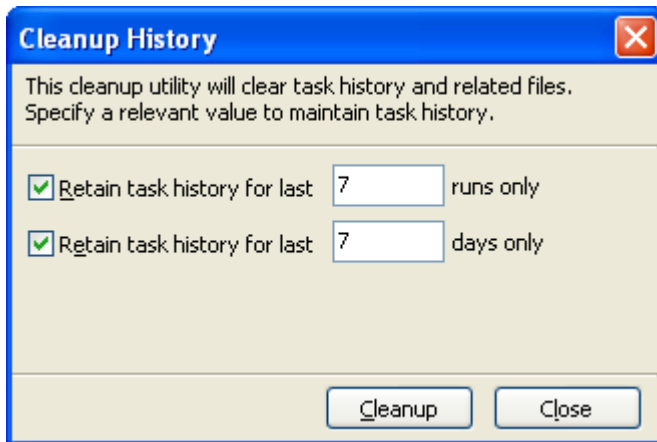 Cleanup History
This cleanup utility will clear task history and related files.
Specify a relevant value to maintain task history.
Retain task history for last 7 runs only
Retain task history for last 7 days only
Cleanup Close